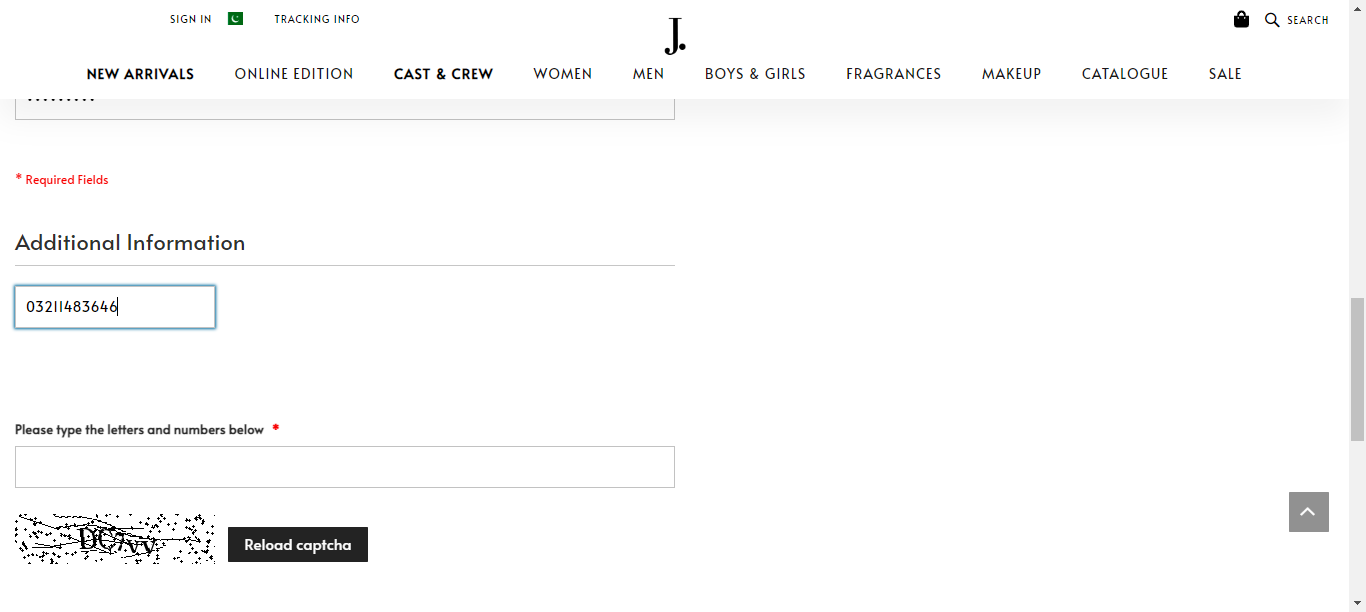 SIGN IN
TRACKING INFO
J.
SEARCH
NEW ARRIVALS
ONLINE EDITION
CAST & CREW
WOMEN
MEN
BOYS & GIRLS
FRAGRANCES
MAKEUP
CATALOGUE
SALE
* Required Fields
Additional Information
03211483646
Please type the letters and numbers below *
Reload captcha